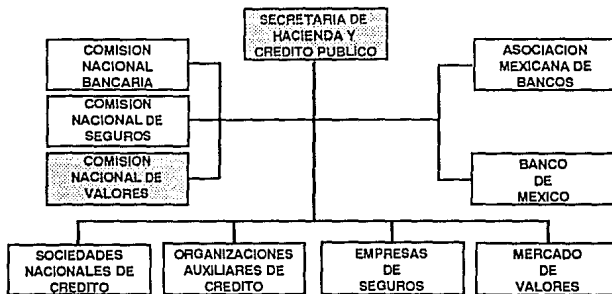 SECRETARIA DE
HACIENDA Y
CREDITO PUBLICO
COMISION
NACIONAL
BANCARIA
COMISION
NACIONAL DE
SEGUROS
COMISION
NACIONAL DE
VALORES
ASOCIACION
MEXICANA DE
BANCOS
BANCO
DE
MEXICO
SOCIEDADES
NACIONALES DE
CREDITO
ORGANIZACIONES
AUXILIARES DE
CREDITO
EMPRESAS
DE
SEGUROS
MERCADO
DE
VALORES